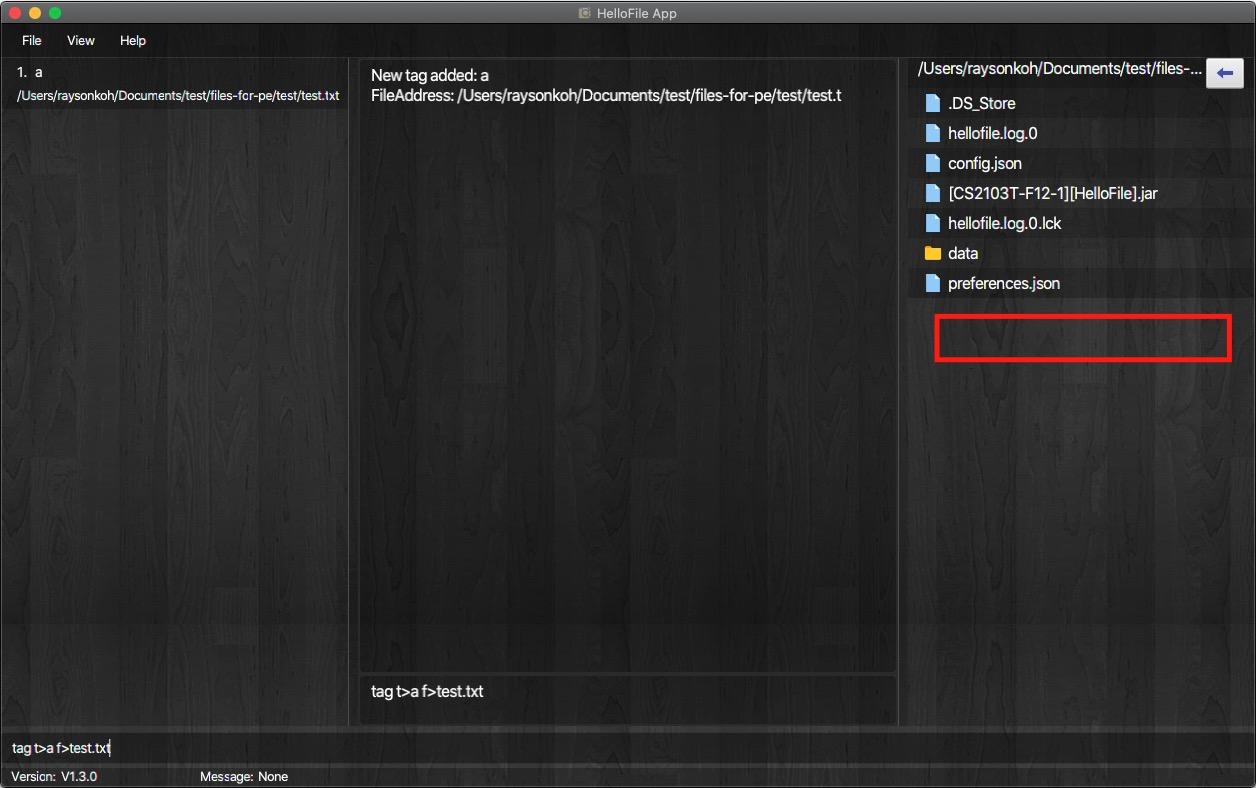 HelloFile App
File View Help
1. a
/Users/raysonkoh/Documents/test/files-for-pe/test/test.txt
New tag added: a
FileAddress: /Users/raysonkoh/Documents/test/files-for-pe/test/test.t
tag t>a f>test.txt
/Users/raysonkoh/Documents/test/files-...
.DS_Store
hellofile.log.0
config.json
[CS2103T-F12-1][HelloFile].jar
hellofile.log.0.lck
data
preferences.json
tag t>a f>test.txt
Version: V1.3.0 Message: None